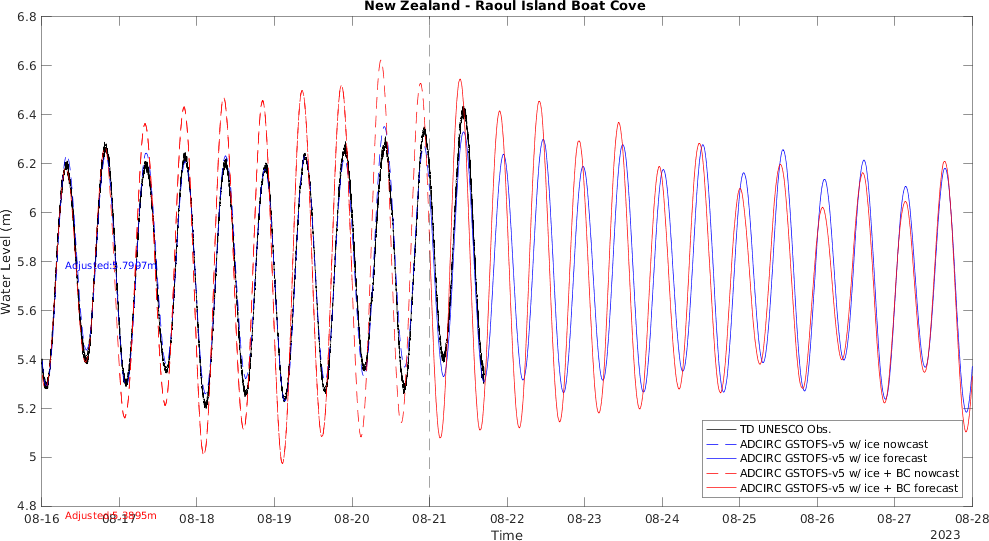 New Zealand - Raoul Island Boat Cove
6.8
6.6
6.4
6.2
6
5.8
5.6
5.4
5.2
5
4.8
Water Level (m)
Adjusted:5.7997m
Adjusted:5.3895m
TD UNESCO Obs.
ADCIRC GSTOFS-v5 w/ ice nowcast
ADCIRC GSTOFS-v5 w/ ice forecast
ADCIRC GSTOFS-v5 w/ ice + BC nowcast
ADCIRC GSTOFS-v5 w/ ice + BC forecast
08-16 08-17 08-18 08-19 08-20 08-21 08-22 08-23 08-24 08-25 08-26 08-27 08-28
Time
2023